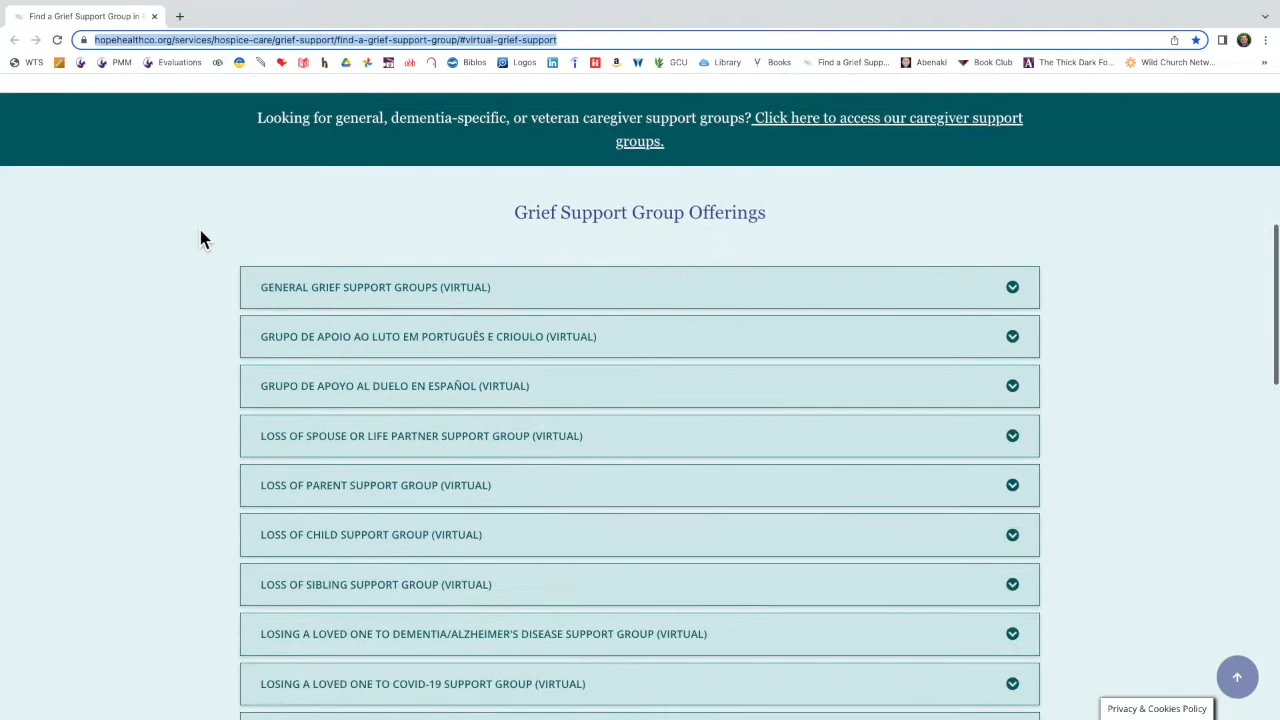 Find a Grief Support Group in
hopehealthco.org/services/hospice-care/grief-support/find-a-grief-support-group/#virtual-grief-support
WTS PMM Evaluations Biblos Logos GCU Library Books Find a Grief Supp... Abenaki Book Club The Thick Dark Fo... Wild Church Netw... »
Looking for general, dementia-specific, or veteran caregiver support groups? Click here to access our caregiver support
groups.
Grief Support Group Offerings
GENERAL GRIEF SUPPORT GROUPS (VIRTUAL)
GRUPO DE APOIO AO LUTO EM PORTUGUÊS E CRIOULO (VIRTUAL)
GRUPO DE APOYO AL DUELO EN ESPAÑOL (VIRTUAL)
LOSS OF SPOUSE OR LIFE PARTNER SUPPORT GROUP (VIRTUAL)
LOSS OF PARENT SUPPORT GROUP (VIRTUAL)
LOSS OF CHILD SUPPORT GROUP (VIRTUAL)
LOSS OF SIBLING SUPPORT GROUP (VIRTUAL)
LOSING A LOVED ONE TO DEMENTIA/ALZHEIMER'S DISEASE SUPPORT GROUP (VIRTUAL)
LOSING A LOVED ONE TO COVID-19 SUPPORT GROUP (VIRTUAL)
Privacy & Cookies Policy